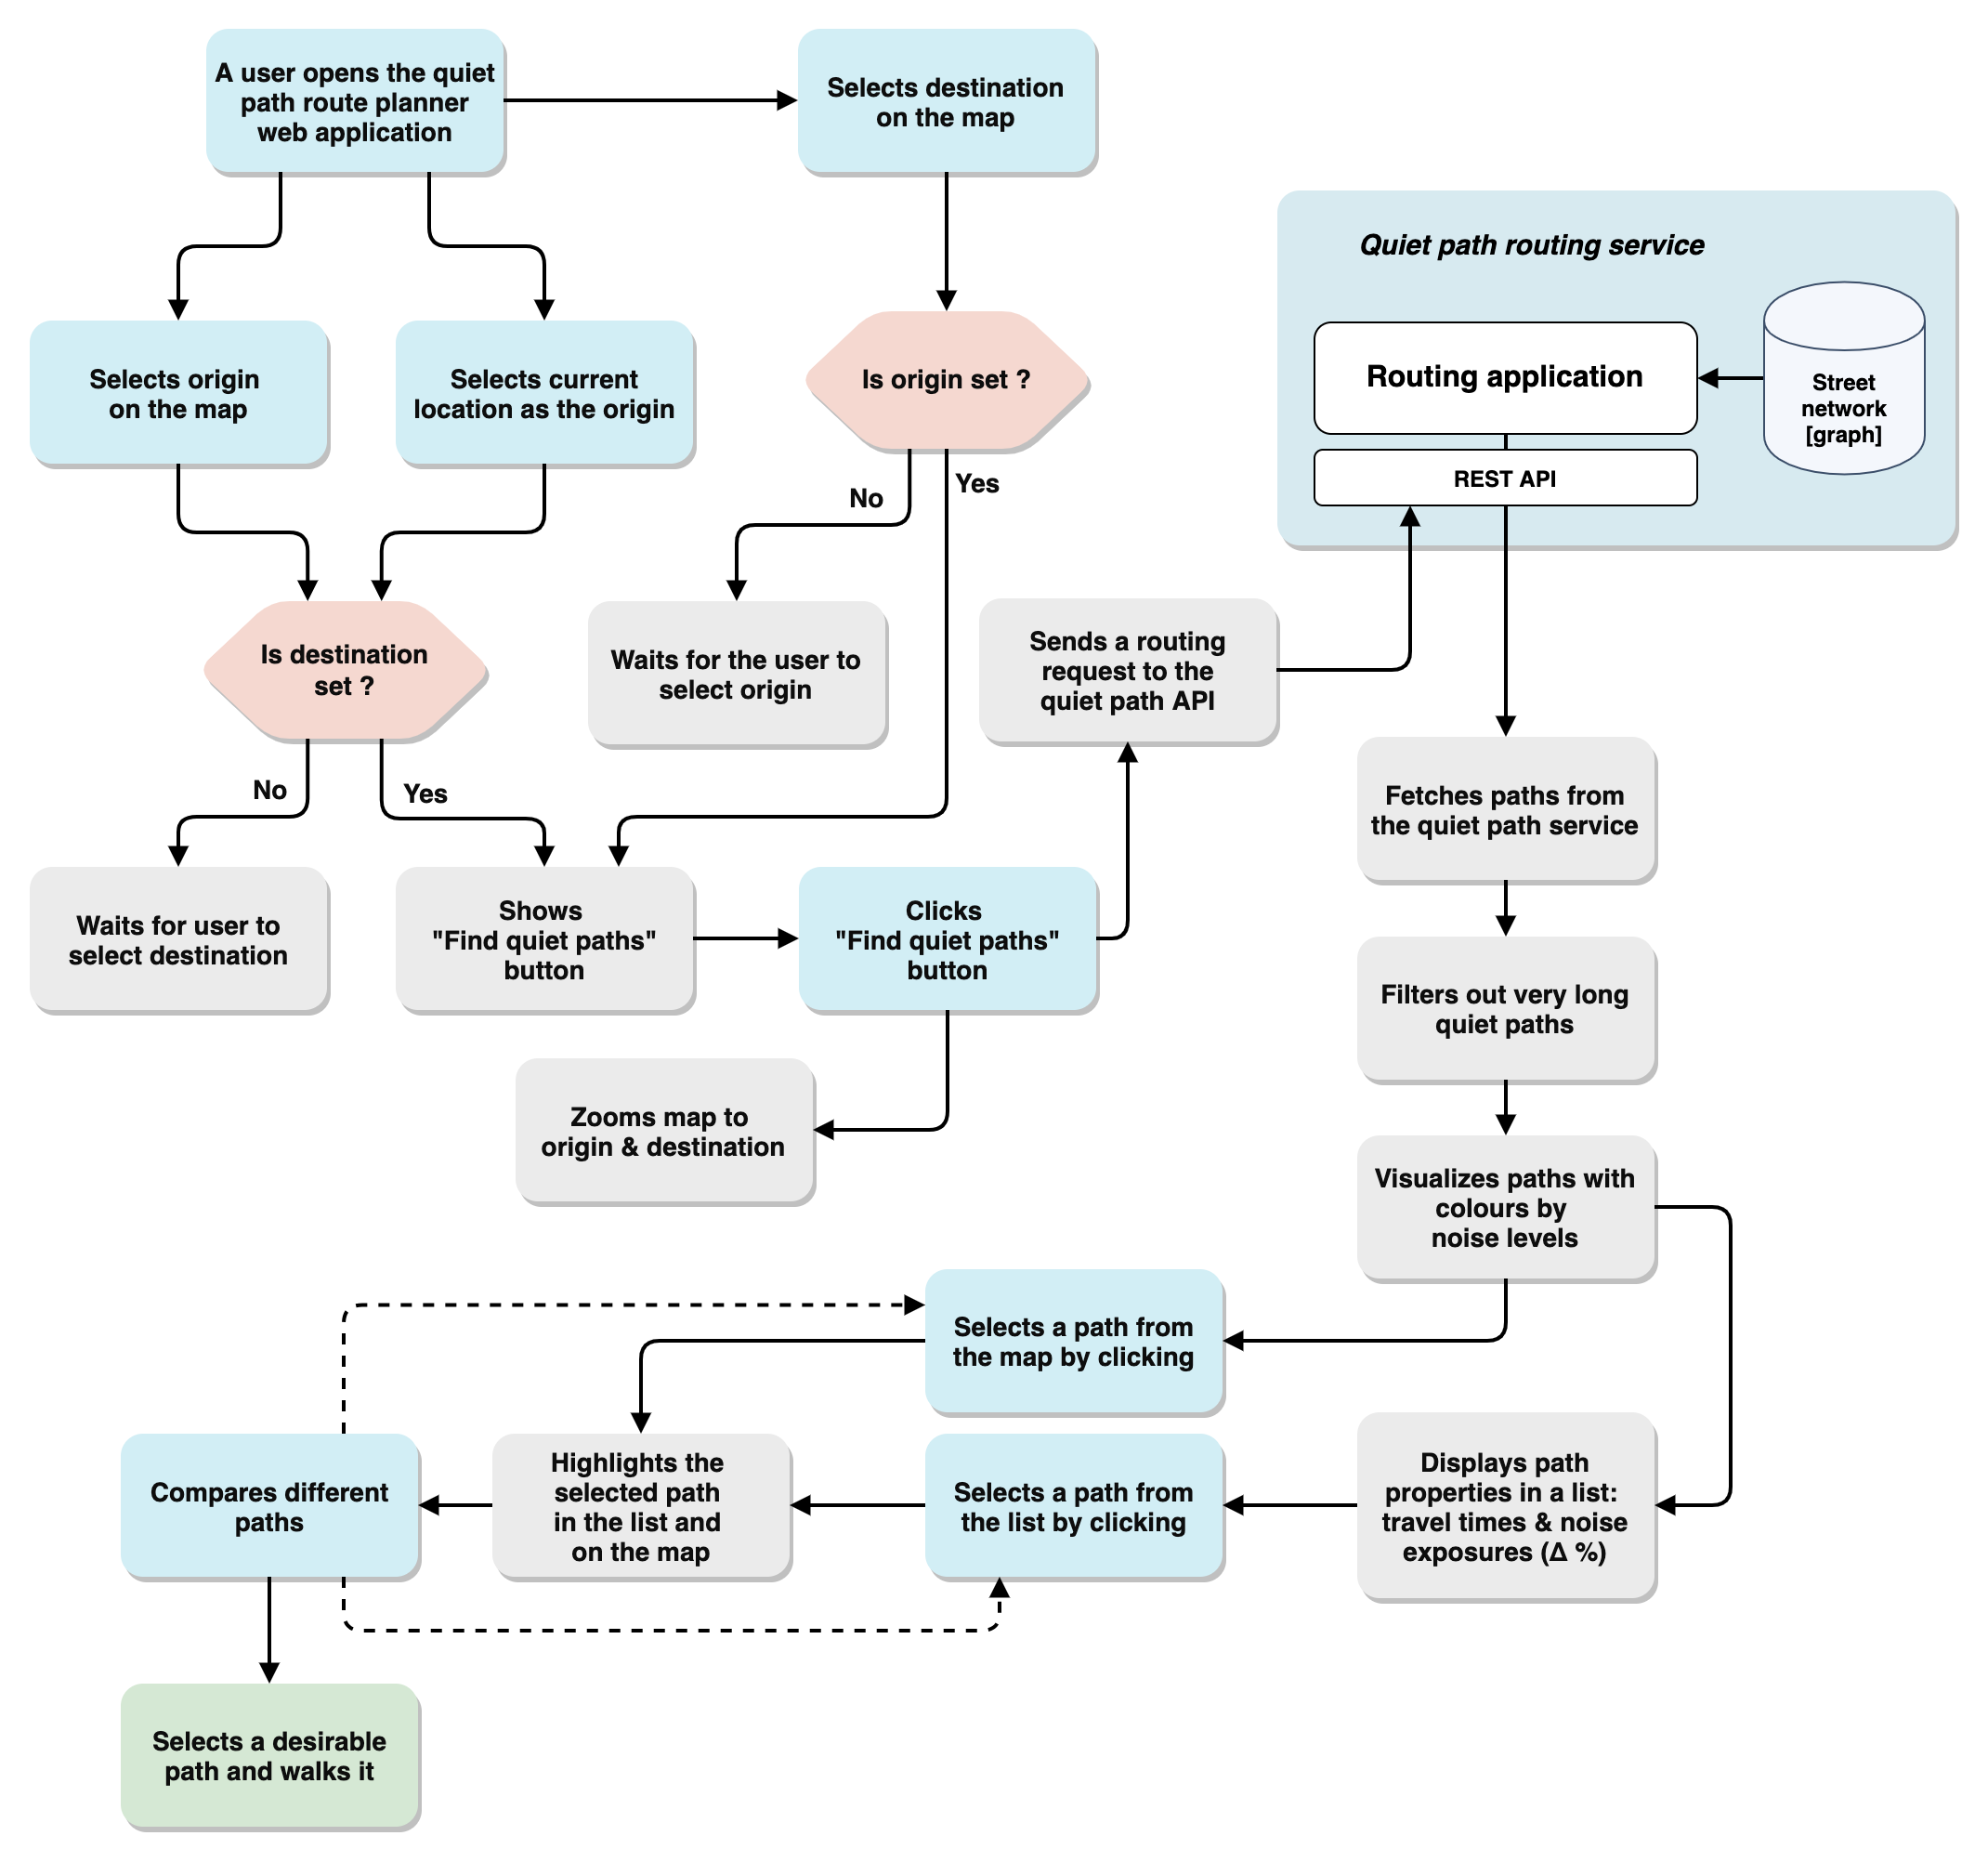 A user opens the quiet
path route planner
web application
Selects destination
on the map
Quiet path routing service
Selects origin
on the map
Selects current
location as the origin
Is origin set ?
Routing application
Street
network
[graph]
REST API
No
Yes
Is destination
set ?
Waits for the user to
select origin
Sends a routing
request to the
quiet path API
No
Yes
Fetches paths from
the quiet path service
Waits for user to
select destination
Shows
"Find quiet paths"
button
Clicks
"Find quiet paths"
button
Filters out very long
quiet paths
Zooms map to
origin & destination
Visualizes paths with
colours by
noise levels
Selects a path from
the map by clicking
Compares different
paths
Highlights the
selected path
in the list and
on the map
Selects a path from
the list by clicking
Displays path
properties in a list:
travel times & noise
exposures (Δ %)
Selects a desirable
path and walks it